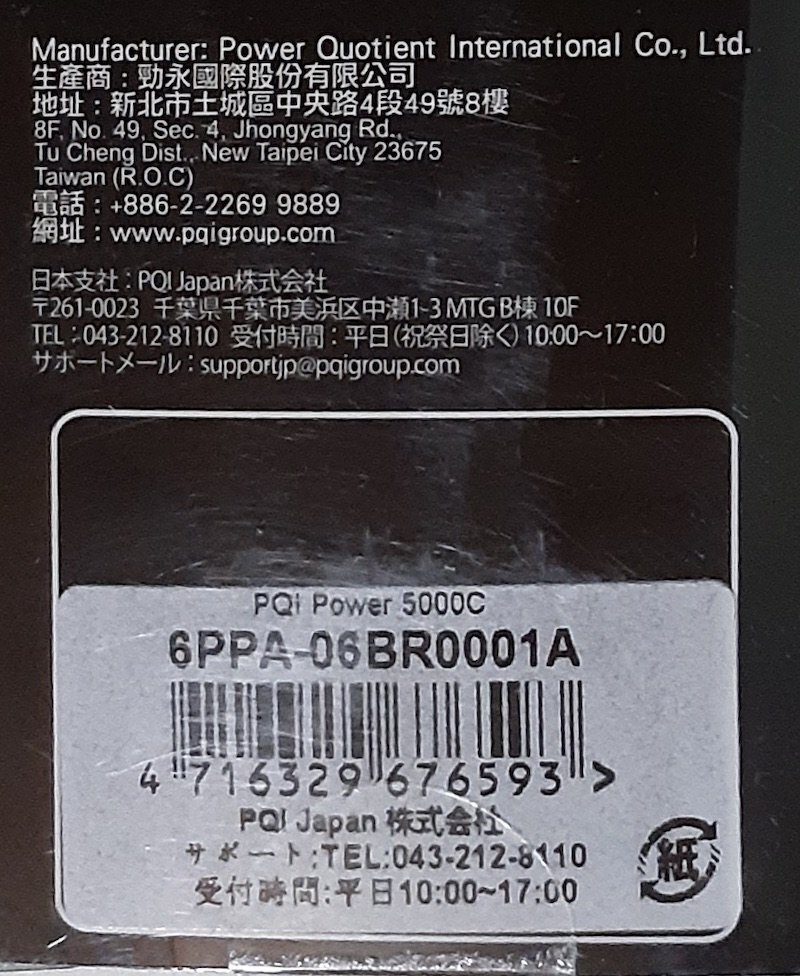 Manufacturer: Power Quotient International Co., Ltd.
生產商：勁永國際股份有限公司
地址：新北市土城區中央路4段49號8樓
8F, No. 49, Sec. 4, Jhongyang Rd.,
Tu Cheng Dist., New Taipei City 23675
Taiwan (R.O.C)
電話：+886-2-2269 9889
網址：www.pqigroup.com
日本支社：PQI Japan株式会社
〒261-0023 千葉県千葉市美浜区中瀬1-3 MTG B棟 10F
TEL：043-212-8110 受付時間：平日(祝祭日除く)10:00～17:00
サポートメール：supportjp@pqigroup.com
PQI Power 5000C
6PPA-06BR0001A
4 716329 676593 >
PQI Japan 株式会社
サポート:TEL:043-212-8110
受付時間:平日10:00~17:00
紙